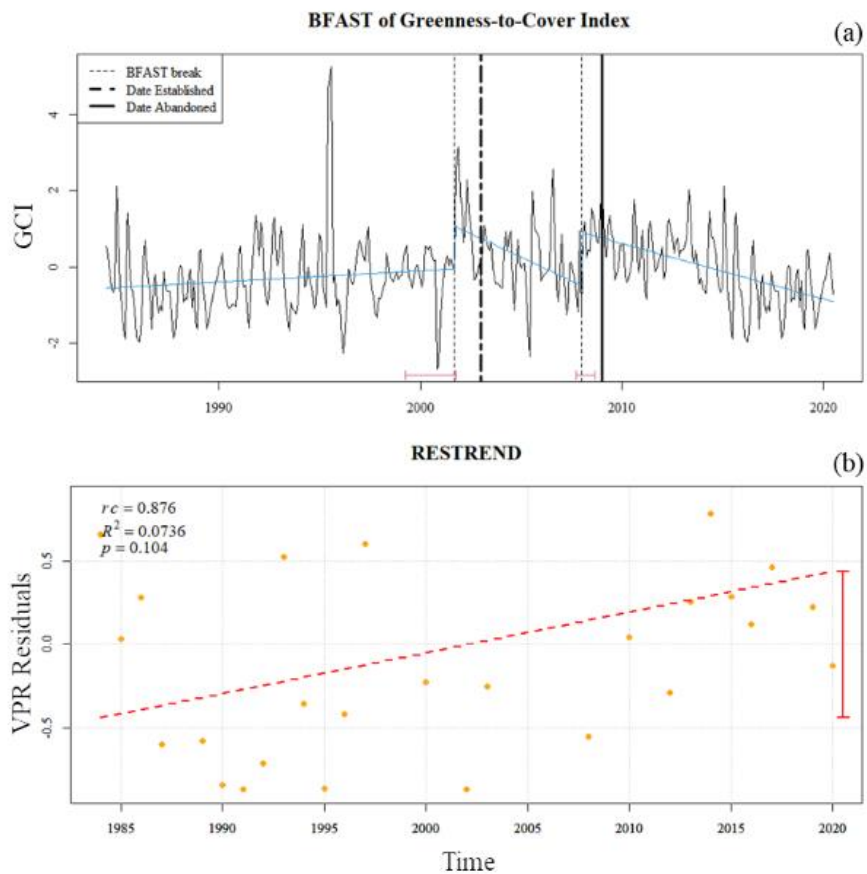 BFAST of Greenness-to-Cover Index
(a)
BFAST break
Date Established
Date Abandoned
GCI
4
2
0
-2
1990 2000 2010 2020
RESTREND
(b)
rc = 0.876
R² = 0.0736
p = 0.104
VPR Residuals
0.5
0.0
-0.5
1985 1990 1995 2000 2005 2010 2015 2020
Time